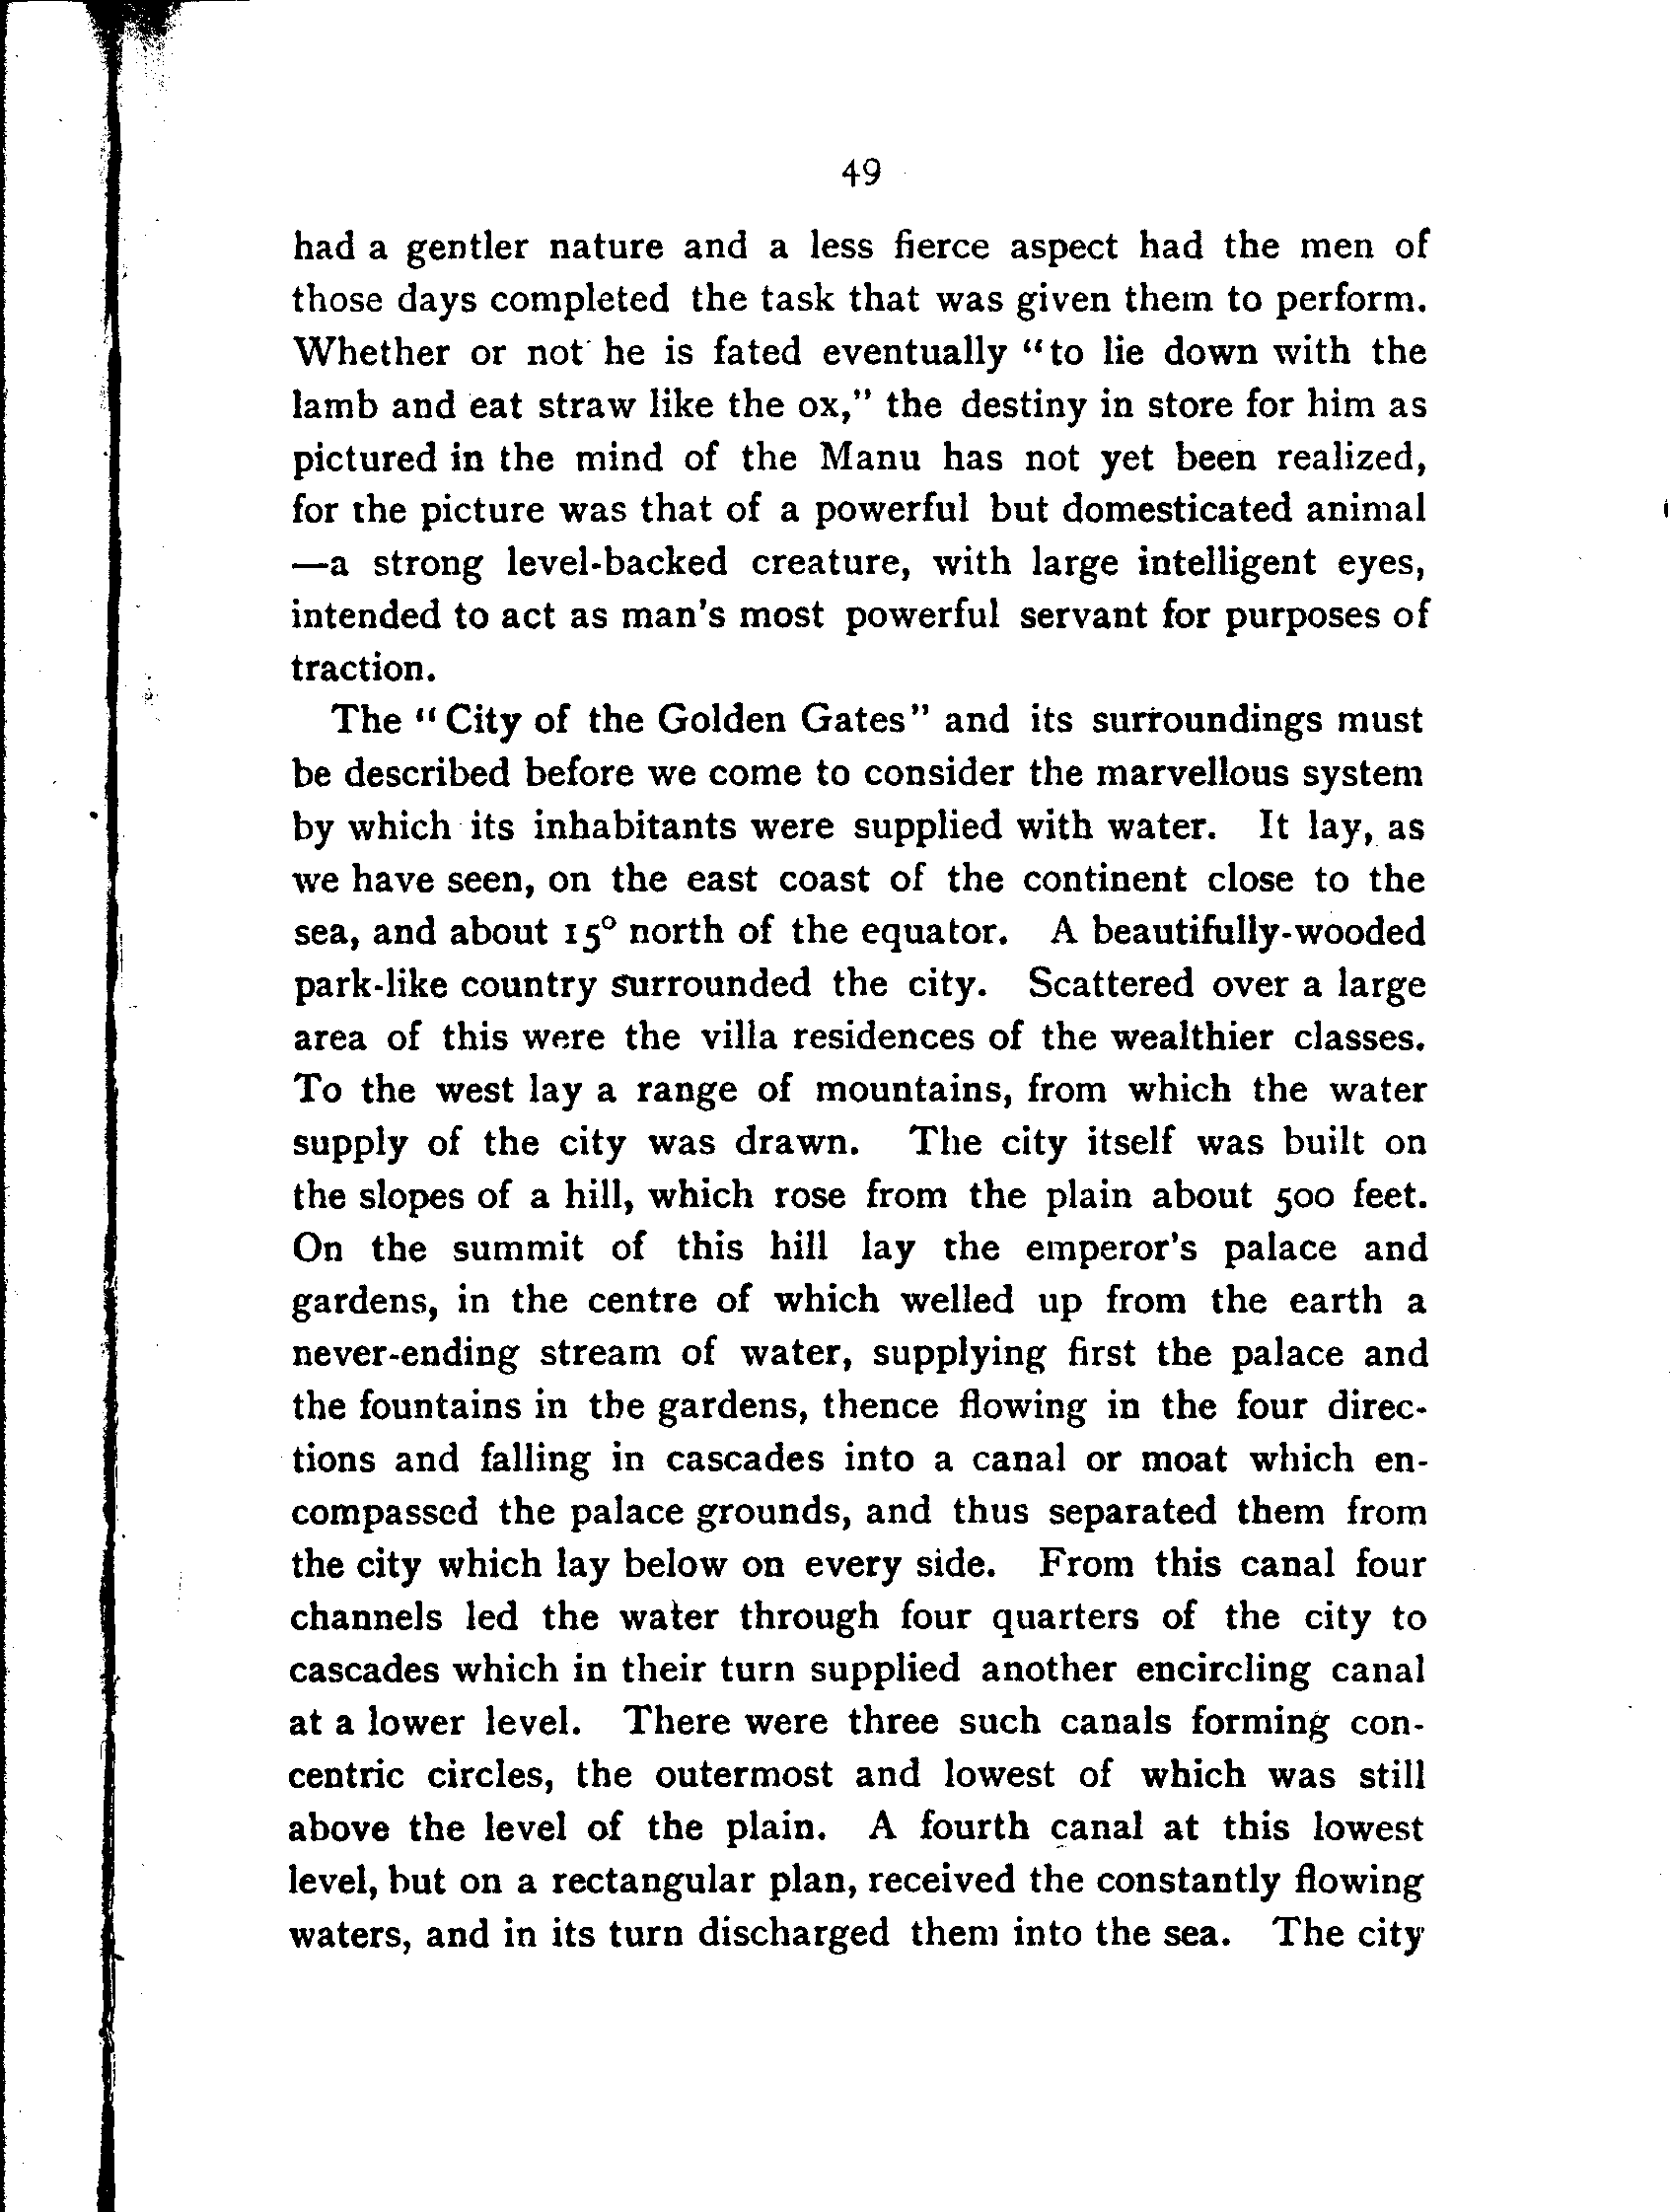 49
had a gentler nature and a less fierce aspect had the men of
those days completed the task that was given them to perform.
Whether or not he is fated eventually "to lie down with the
lamb and eat straw like the ox," the destiny in store for him as
pictured in the mind of the Manu has not yet been realized,
for the picture was that of a powerful but domesticated animal
—a strong level-backed creature, with large intelligent eyes,
intended to act as man's most powerful servant for purposes of
traction.
The "City of the Golden Gates" and its surroundings must
be described before we come to consider the marvellous system
by which its inhabitants were supplied with water. It lay, as
we have seen, on the east coast of the continent close to the
sea, and about 15° north of the equator. A beautifully-wooded
park-like country surrounded the city. Scattered over a large
area of this were the villa residences of the wealthier classes.
To the west lay a range of mountains, from which the water
supply of the city was drawn. The city itself was built on
the slopes of a hill, which rose from the plain about 500 feet.
On the summit of this hill lay the emperor's palace and
gardens, in the centre of which welled up from the earth a
never-ending stream of water, supplying first the palace and
the fountains in the gardens, thence flowing in the four direc-
tions and falling in cascades into a canal or moat which en-
compassed the palace grounds, and thus separated them from
the city which lay below on every side. From this canal four
channels led the water through four quarters of the city to
cascades which in their turn supplied another encircling canal
at a lower level. There were three such canals forming con-
centric circles, the outermost and lowest of which was still
above the level of the plain. A fourth canal at this lowest
level, but on a rectangular plan, received the constantly flowing
waters, and in its turn discharged them into the sea. The city